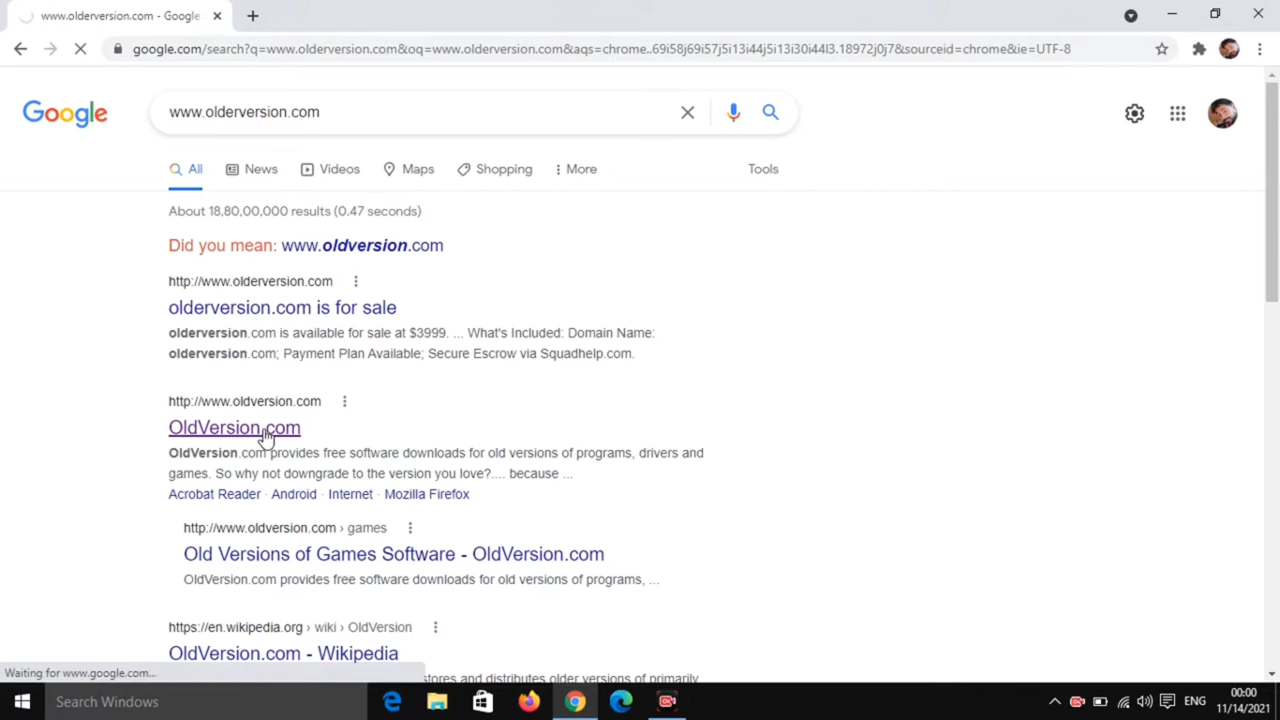 www.olderversion.com - Google
google.com/search?q=www.olderversion.com&oq=www.olderversion.com&aqs=chrome..69i58j69i57j5i13i44j5i13i30i44l3.18972j0j7&sourceid=chrome&ie=UTF-8
Google
www.olderversion.com
All News Videos Maps Shopping More Tools
About 18,80,00,000 results (0.47 seconds)
Did you mean: www.oldversion.com
http://www.olderversion.com
olderversion.com is for sale
olderversion.com is available for sale at $3999. ... What's Included: Domain Name:
olderversion.com; Payment Plan Available; Secure Escrow via Squadhelp.com.
http://www.oldversion.com
OldVersion.com
OldVersion.com provides free software downloads for old versions of programs, drivers and
games. So why not downgrade to the version you love?.... because ...
Acrobat Reader · Android · Internet · Mozilla Firefox
http://www.oldversion.com › games
Old Versions of Games Software - OldVersion.com
OldVersion.com provides free software downloads for old versions of programs, ...
https://en.wikipedia.org › wiki › OldVersion
OldVersion.com - Wikipedia
Waiting for www.google.com...
stores and distributes older versions of primarily
Search Windows
ENG
00:00
11/14/2021